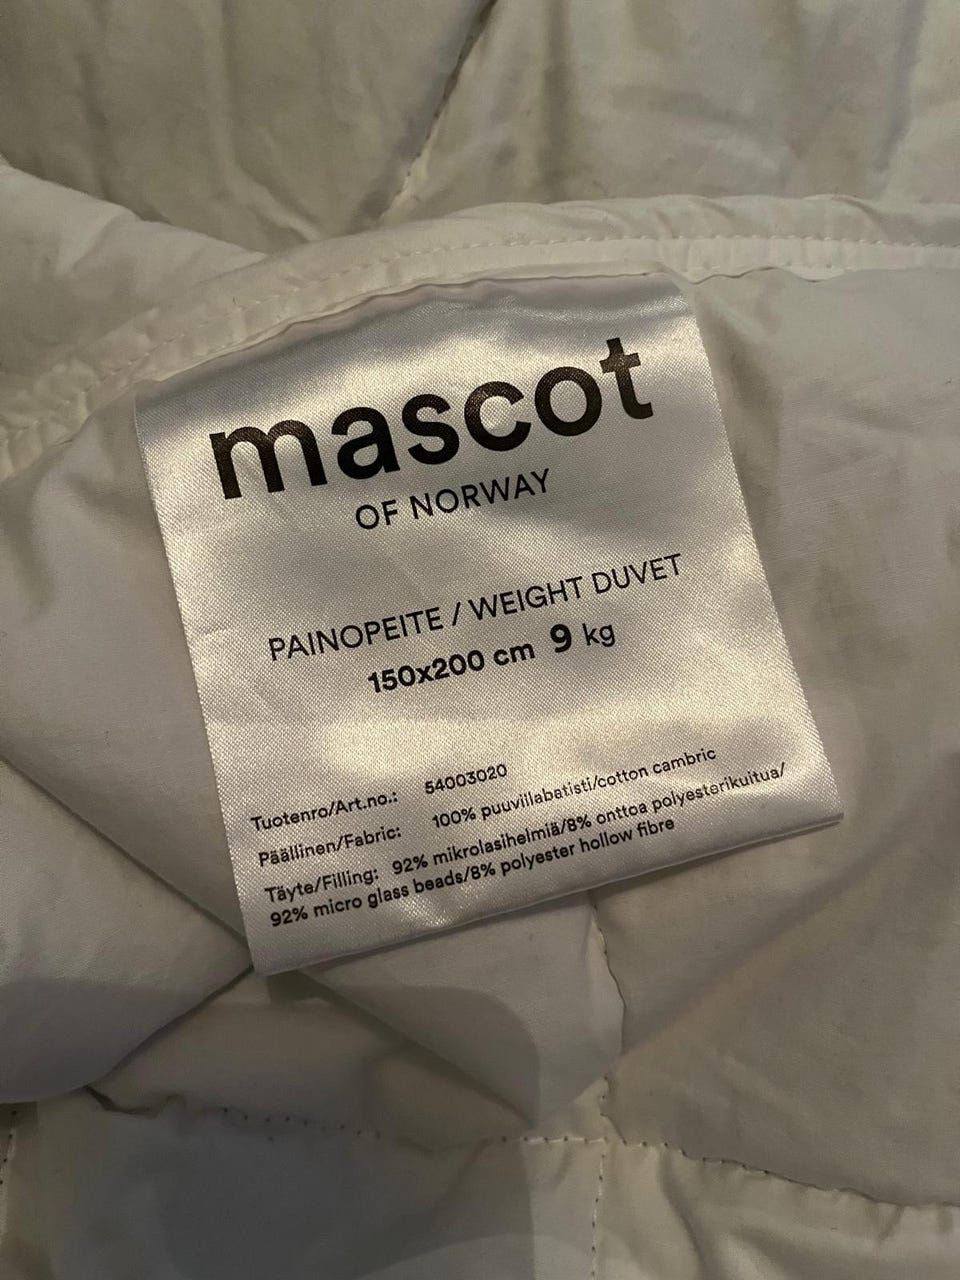 mascot
OF NORWAY
PAINOPEITE / WEIGHT DUVET
150x200 cm 9 kg
Tuotenro/Art.no.: 54003020
Päällinen/Fabric: 100% puuvillabatisti/cotton cambric
Täyte/Filling: 92% mikrolasihelmiä/8% onttoa polyesterikuitua/
92% micro glass beads/8% polyester hollow fibre